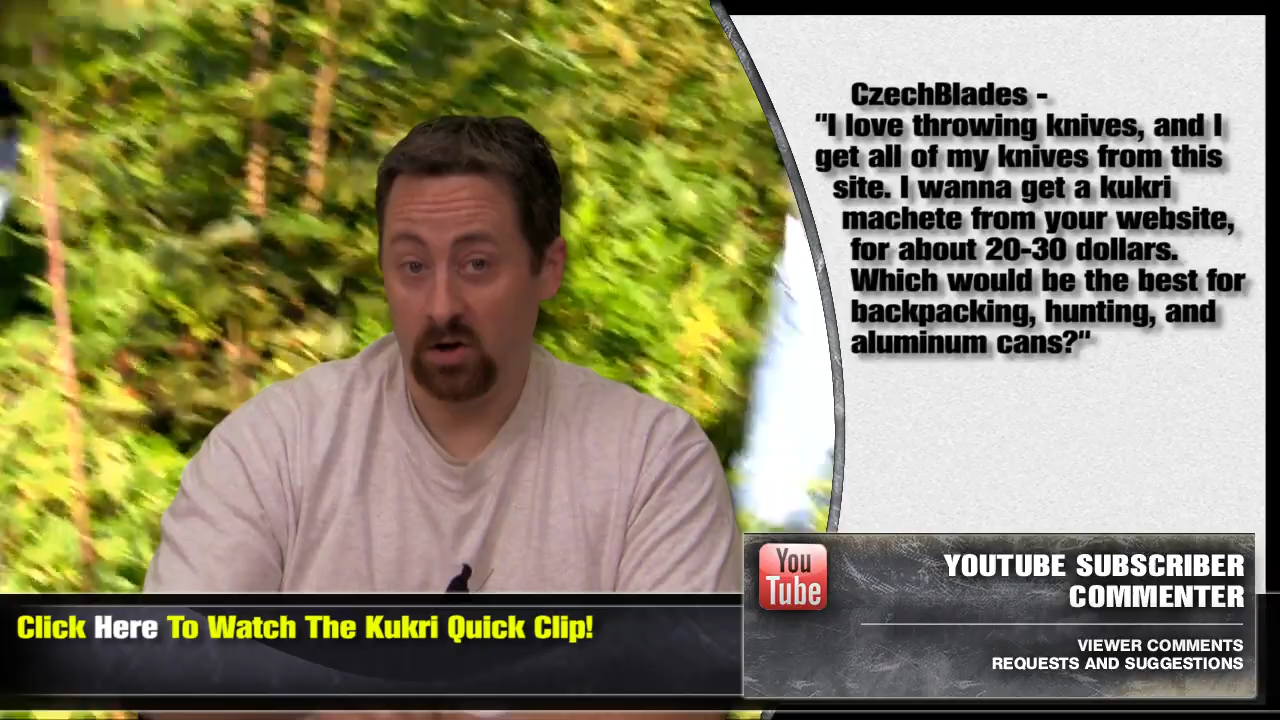 CzechBlades -
"I love throwing knives, and I
get all of my knives from this
site. I wanna get a kukri
machete from your website,
for about 20-30 dollars.
Which would be the best for
backpacking, hunting, and
aluminum cans?"
You
Tube
YOUTUBE SUBSCRIBER
COMMENTER
VIEWER COMMENTS
REQUESTS AND SUGGESTIONS
Click Here To Watch The Kukri Quick Clip!